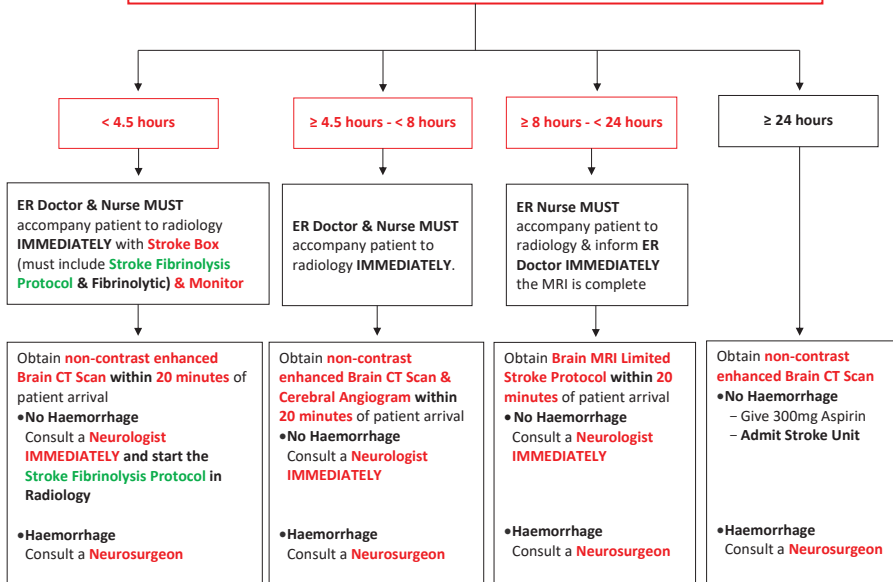 < 4.5 hours
≥ 4.5 hours - < 8 hours
≥ 8 hours - < 24 hours
≥ 24 hours
ER Doctor & Nurse MUST
accompany patient to radiology
IMMEDIATELY with Stroke Box
(must include Stroke Fibrinolysis
Protocol & Fibrinolytic) & Monitor
ER Doctor & Nurse MUST
accompany patient to
radiology IMMEDIATELY.
ER Nurse MUST
accompany patient to
radiology & inform ER
Doctor IMMEDIATELY
the MRI is complete
Obtain non-contrast enhanced
Brain CT Scan within 20 minutes of
patient arrival
•No Haemorrhage
Consult a Neurologist
IMMEDIATELY and start the
Stroke Fibrinolysis Protocol in
Radiology
•Haemorrhage
Consult a Neurosurgeon
Obtain non-contrast
enhanced Brain CT Scan &
Cerebral Angiogram within
20 minutes of patient arrival
•No Haemorrhage
Consult a Neurologist
IMMEDIATELY
•Haemorrhage
Consult a Neurosurgeon
Obtain Brain MRI Limited
Stroke Protocol within 20
minutes of patient arrival
• No Haemorrhage
Consult a Neurologist
IMMEDIATELY
•Haemorrhage
Consult a Neurosurgeon
Obtain non-contrast
enhanced Brain CT Scan
•No Haemorrhage
− Give 300mg Aspirin
− Admit Stroke Unit
•Haemorrhage
Consult a Neurosurgeon